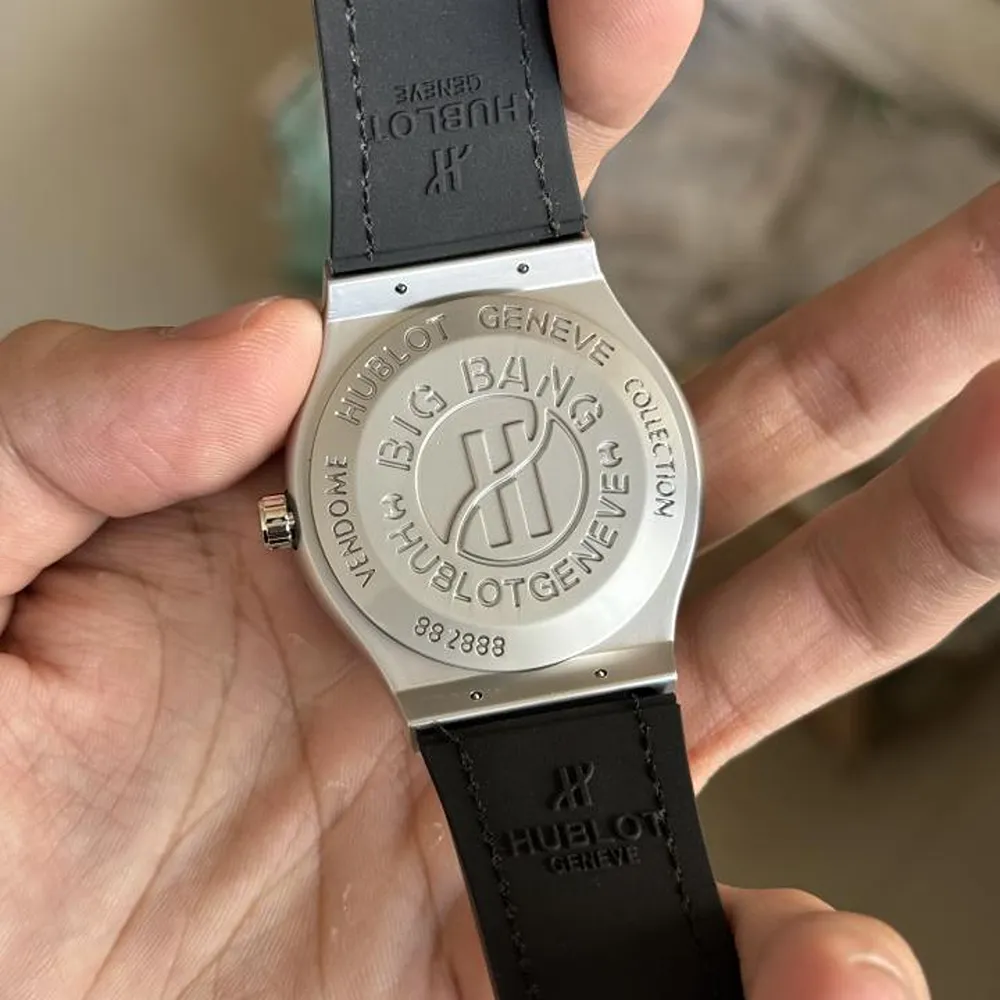 HUBLOT
GENEVE
VENDOME HUBLOT GENEVE COLLECTION
BIG BANG
HUBLOTGENEVE
882888
HUBLOT
GENEVE